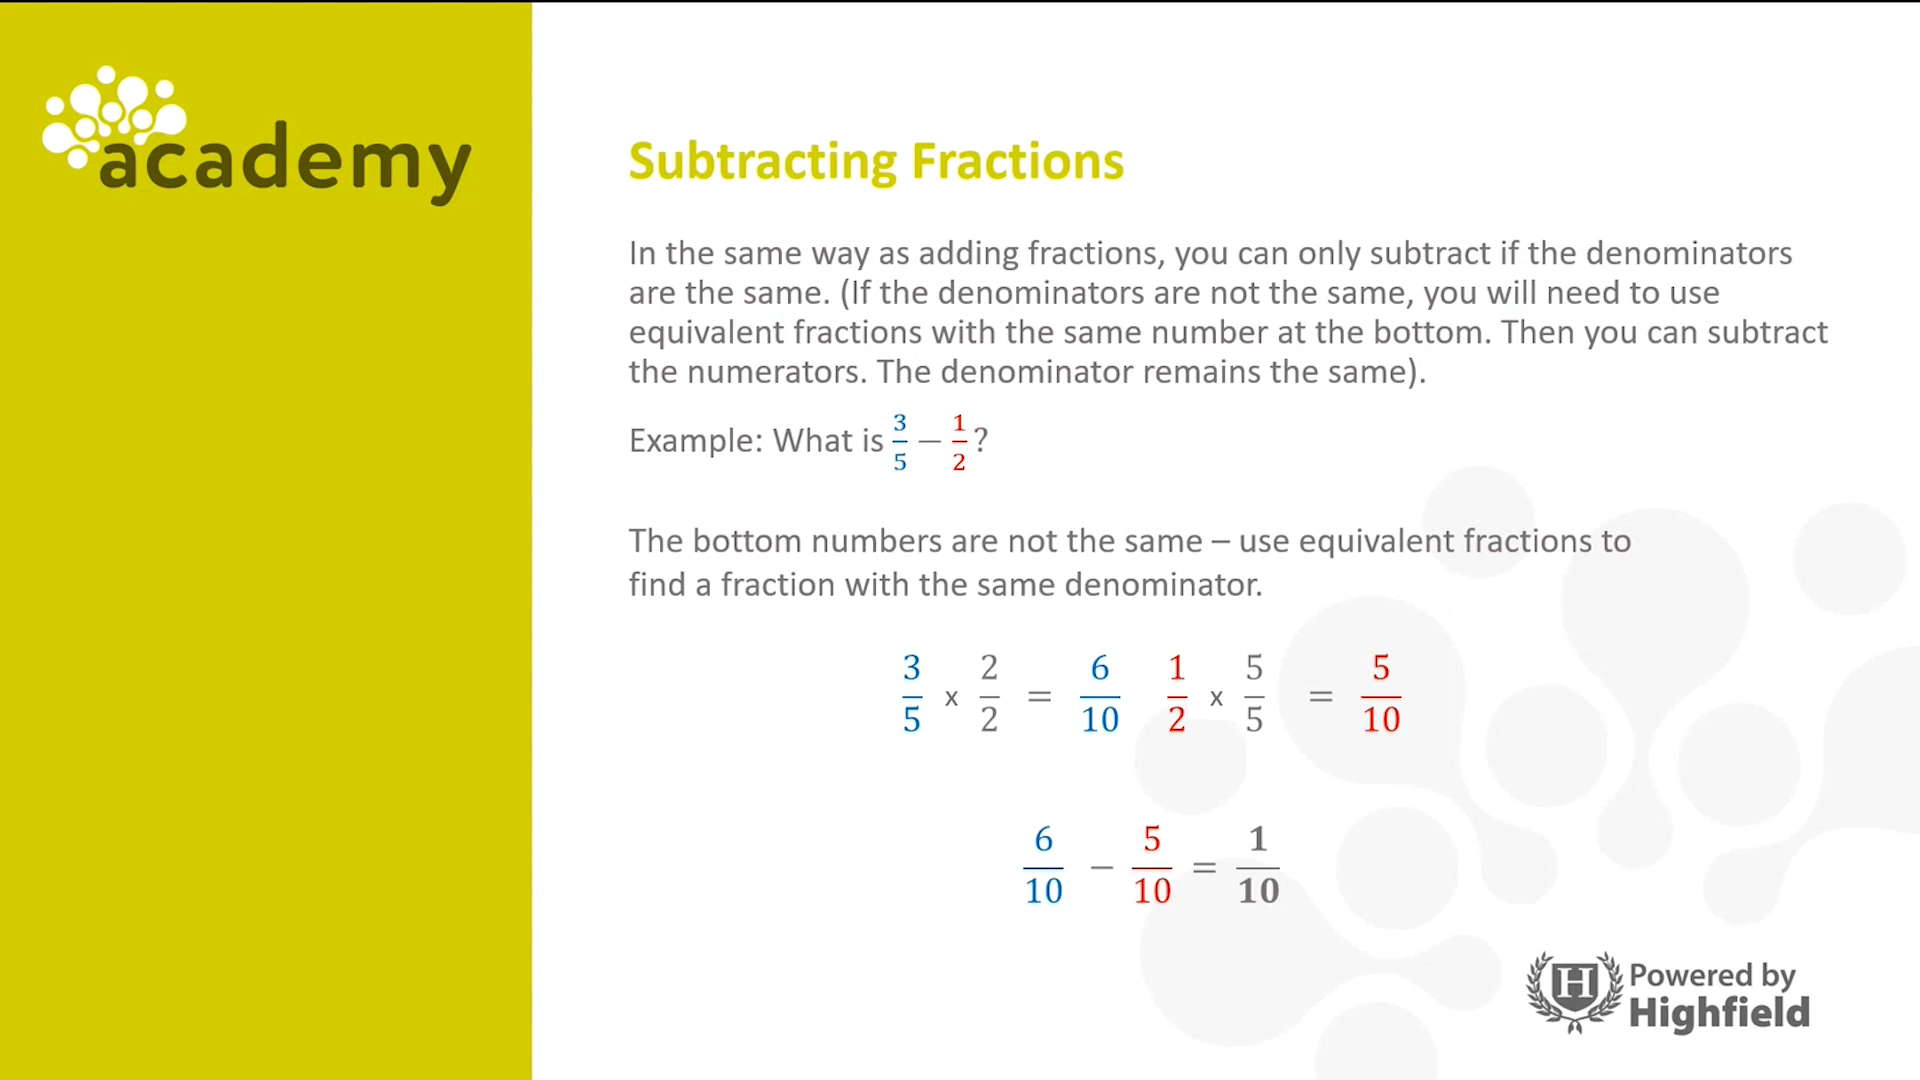 academy
Subtracting Fractions
In the same way as adding fractions, you can only subtract if the denominators
are the same. (If the denominators are not the same, you will need to use
equivalent fractions with the same number at the bottom. Then you can subtract
the numerators. The denominator remains the same).
Example: What is 3/5 − 1/2 ?
The bottom numbers are not the same – use equivalent fractions to
find a fraction with the same denominator.
3/5 x 2/2 = 6/10 1/2 x 5/5 = 5/10
6/10 − 5/10 = 1/10
H
Powered by
Highfield